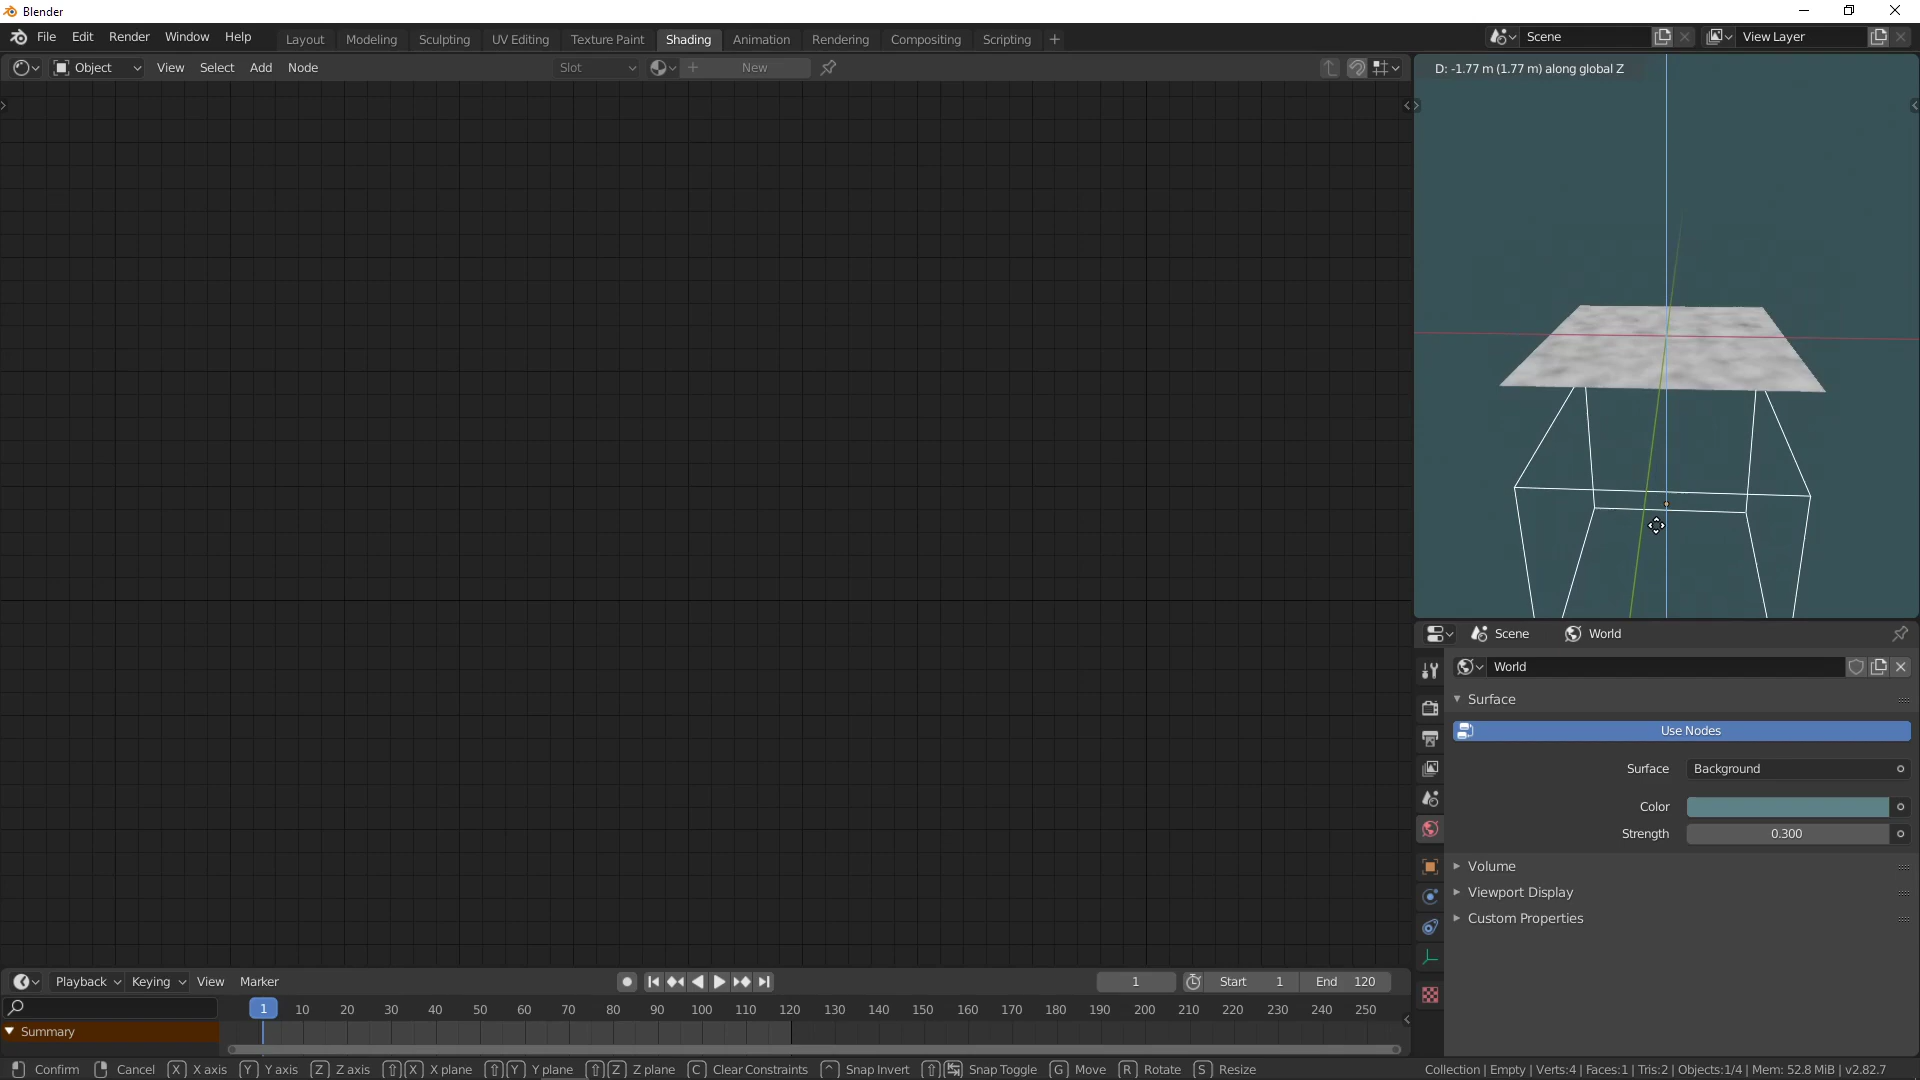 Blender
File Edit Render Window Help
Layout Modeling Sculpting UV Editing Texture Paint Shading Animation Rendering Compositing Scripting +
Scene
View Layer
Object View Select Add Node
Slot
New
D: -1.77 m (1.77 m) along global Z
Scene World
World
Surface
Use Nodes
Surface Background
Color
Strength 0.300
Volume
Viewport Display
Custom Properties
Playback Keying View Marker
1 Start 1 End 120
1 10 20 30 40 50 60 70 80 90 100 110 120 130 140 150 160 170 180 190 200 210 220 230 240 250
Summary
Confirm Cancel X X axis Y Y axis Z Z axis X X plane Y Y plane Z Z plane C Clear Constraints ^ Snap Invert Snap Toggle G Move R Rotate S Resize
Collection | Empty | Verts:4 | Faces:1 | Tris:2 | Objects:1/4 | Mem: 52.8 MiB | v2.82.7